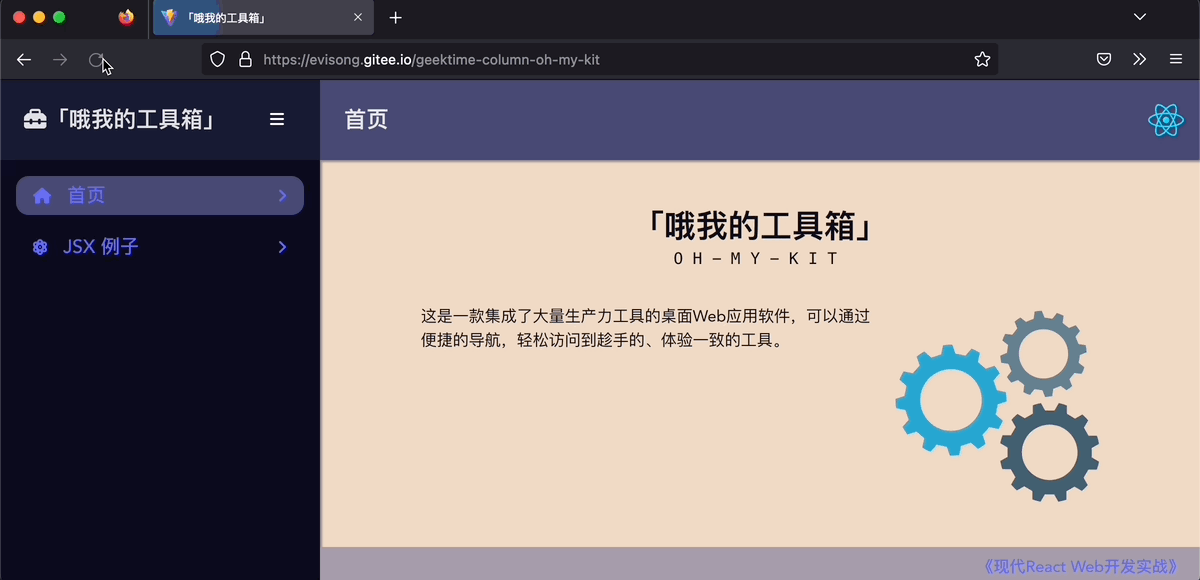 「哦我的工具箱」
https://evisong.gitee.io/geektime-column-oh-my-kit
「哦我的工具箱」
首页
首页
JSX 例子
「哦我的工具箱」
OH-MY-KIT
这是一款集成了大量生产力工具的桌面Web应用软件，可以通过
便捷的导航，轻松访问到趁手的、体验一致的工具。
《现代React Web开发实战》